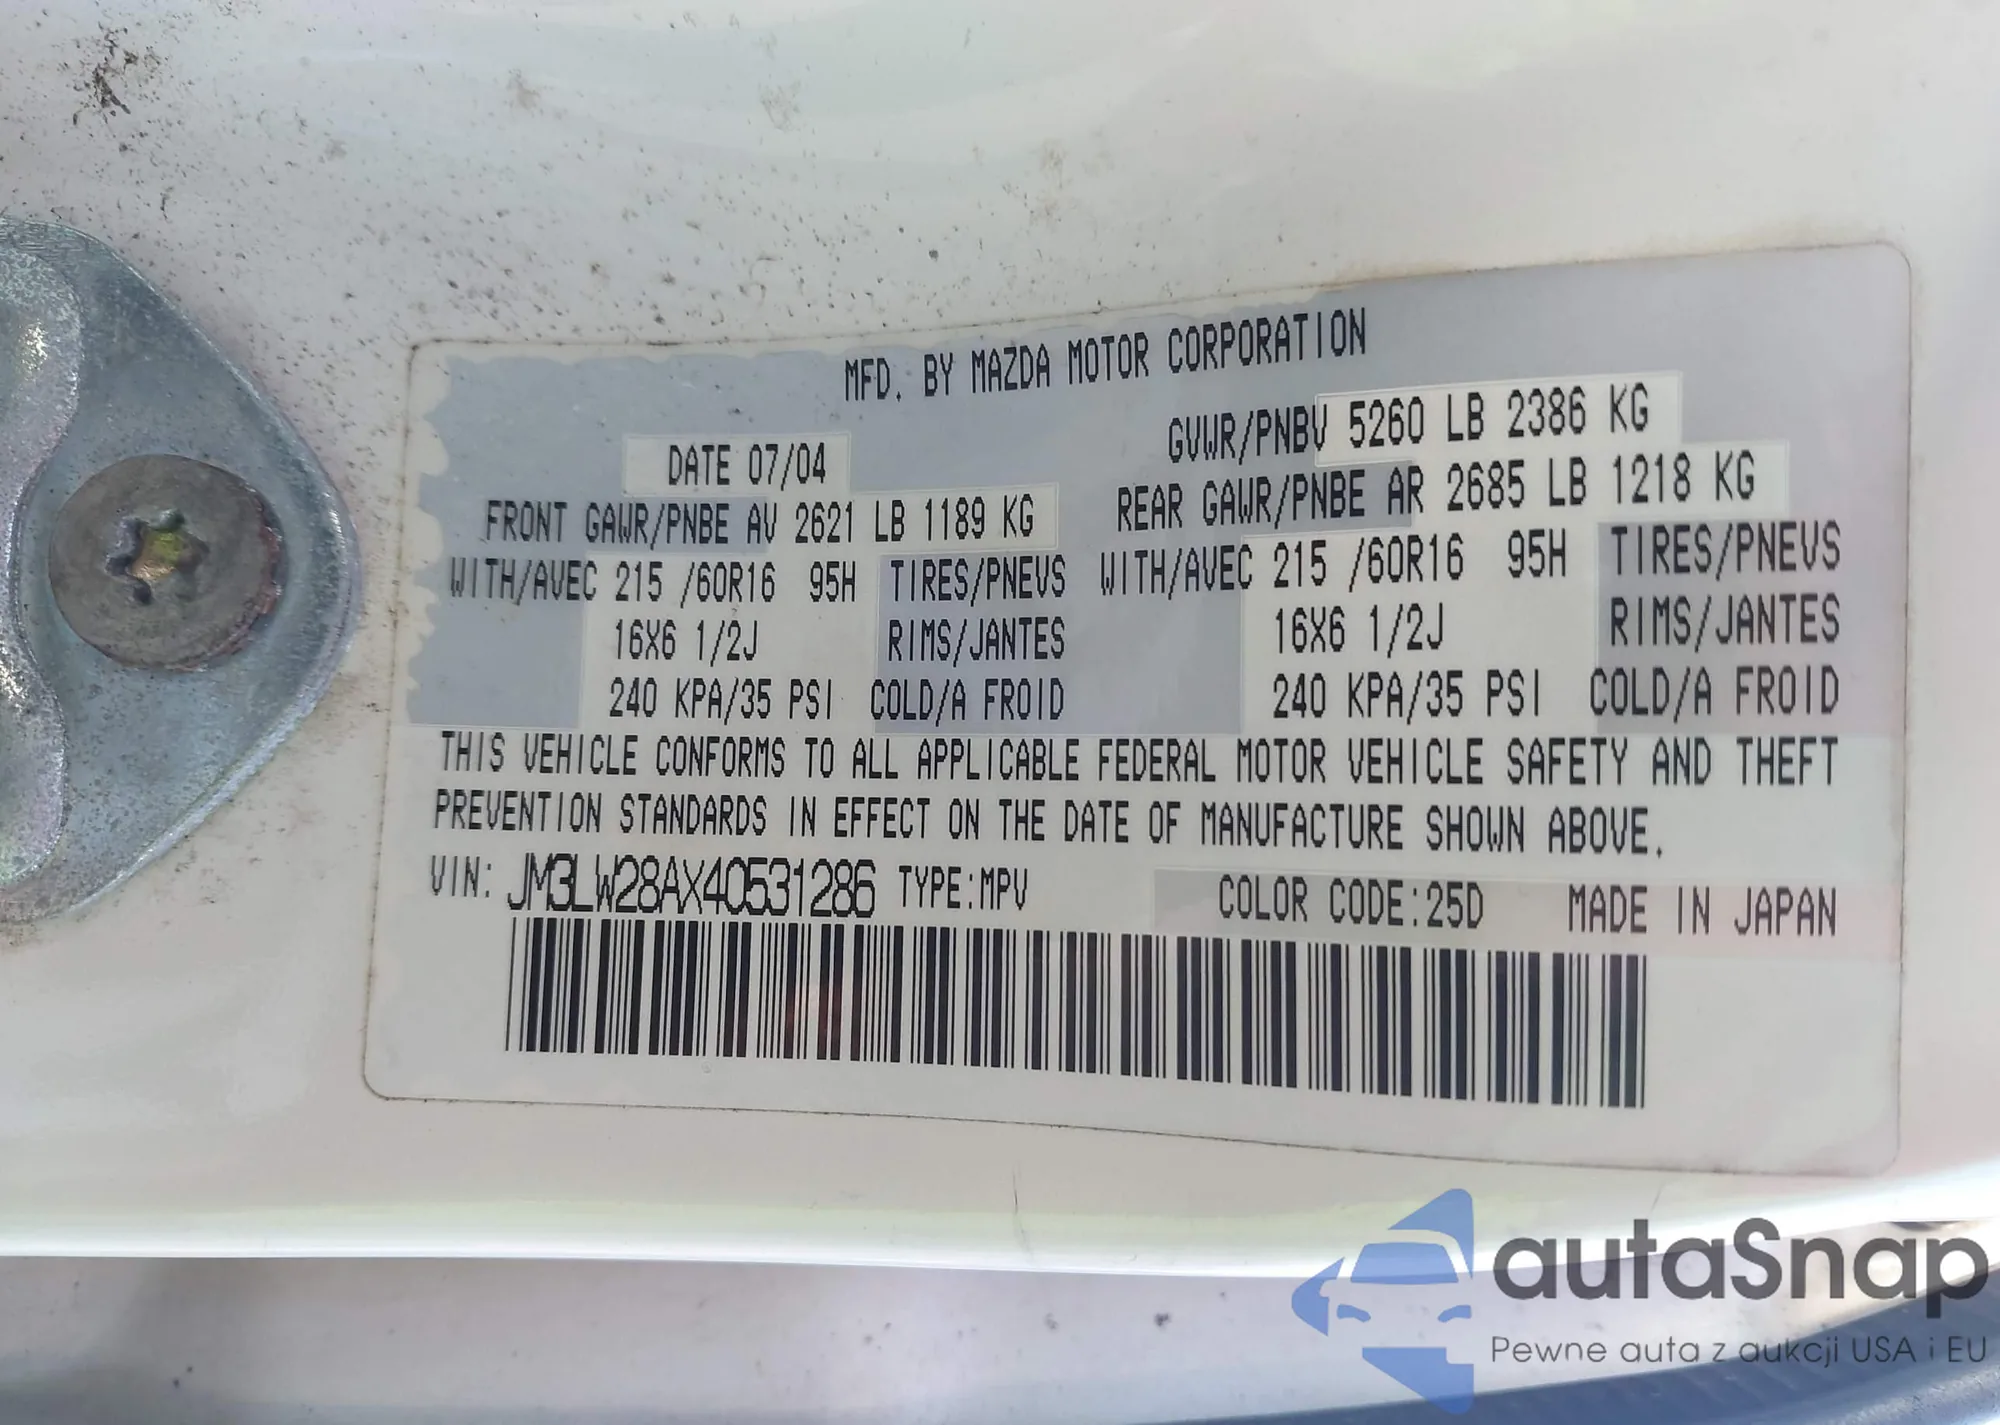 MFD. BY MAZDA MOTOR CORPORATION
DATE 07/04 GVWR/PNBV 5260 LB 2386 KG
FRONT GAWR/PNBE AV 2621 LB 1189 KG REAR GAWR/PNBE AR 2685 LB 1218 KG
WITH/AVEC 215 /60R16 95H TIRES/PNEVS WITH/AVEC 215 /60R16 95H TIRES/PNEVS
16X6 1/2J RIMS/JANTES 16X6 1/2J RIMS/JANTES
240 KPA/35 PSI COLD/A FROID 240 KPA/35 PSI COLD/A FROID
THIS VEHICLE CONFORMS TO ALL APPLICABLE FEDERAL MOTOR VEHICLE SAFETY AND THEFT
PREVENTION STANDARDS IN EFFECT ON THE DATE OF MANUFACTURE SHOWN ABOVE.
VIN: JM3LW28AX40531286 TYPE:MPV COLOR CODE:25D MADE IN JAPAN
autaSnap
Pewne auta z aukcji USA i EU